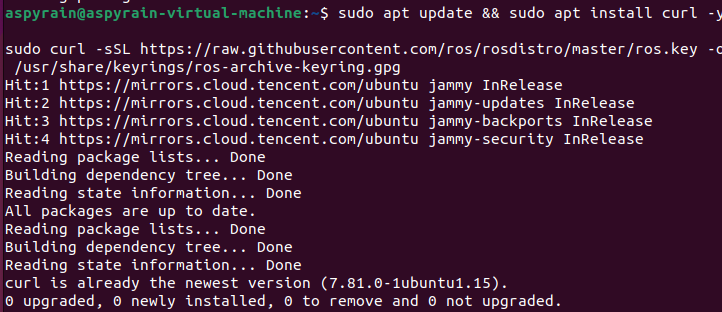 aspyrain@aspyrain-virtual-machine:~$ sudo apt update && sudo apt install curl -y
sudo curl -sSL https://raw.githubusercontent.com/ros/rosdistro/master/ros.key -o
/usr/share/keyrings/ros-archive-keyring.gpg
Hit:1 https://mirrors.cloud.tencent.com/ubuntu jammy InRelease
Hit:2 https://mirrors.cloud.tencent.com/ubuntu jammy-updates InRelease
Hit:3 https://mirrors.cloud.tencent.com/ubuntu jammy-backports InRelease
Hit:4 https://mirrors.cloud.tencent.com/ubuntu jammy-security InRelease
Reading package lists... Done
Building dependency tree... Done
Reading state information... Done
All packages are up to date.
Reading package lists... Done
Building dependency tree... Done
Reading state information... Done
curl is already the newest version (7.81.0-1ubuntu1.15).
0 upgraded, 0 newly installed, 0 to remove and 0 not upgraded.